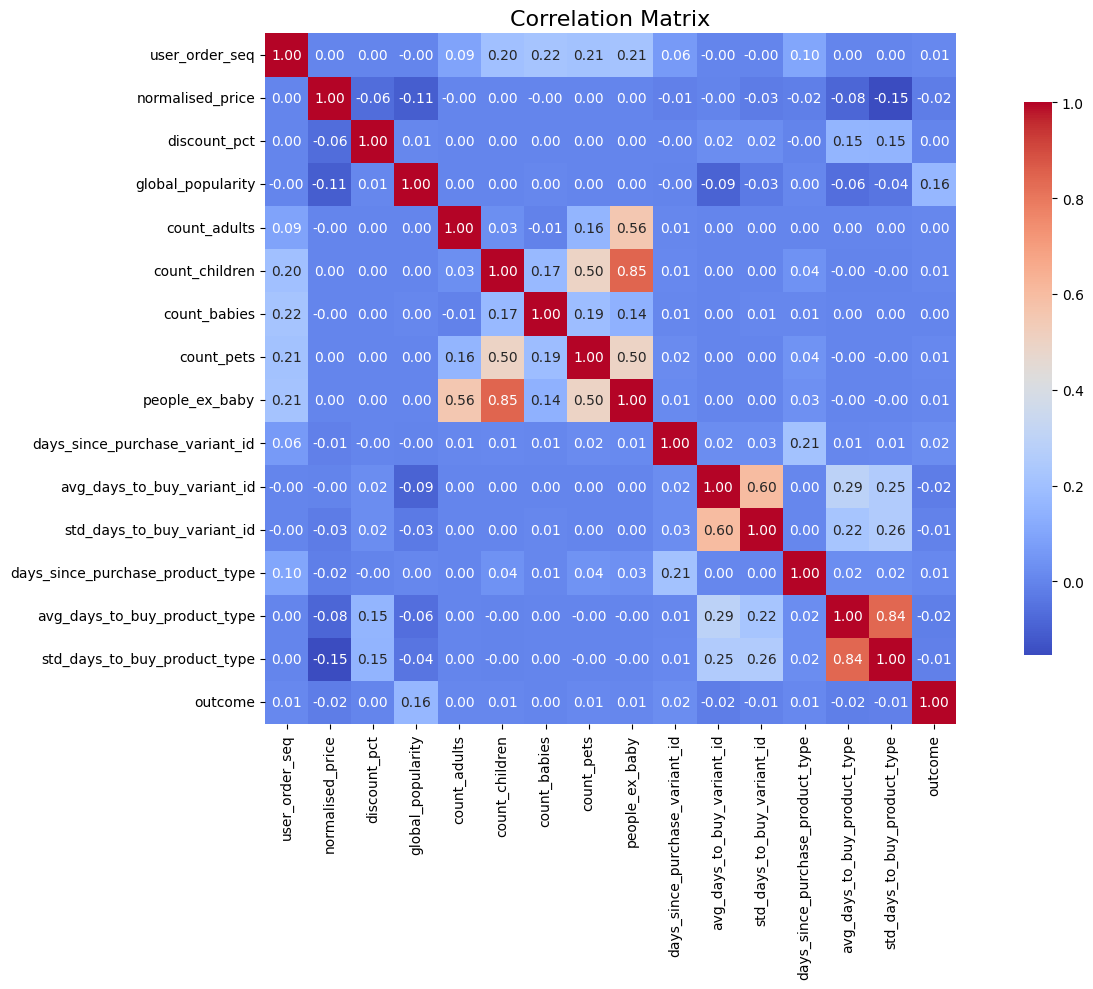 Correlation Matrix
user_order_seq 1.00 0.00 0.00 -0.00 0.09 0.20 0.22 0.21 0.21 0.06 -0.00 -0.00 0.10 0.00 0.00 0.01
normalised_price 0.00 1.00 -0.06 -0.11 -0.00 0.00 -0.00 0.00 0.00 -0.01 -0.00 -0.03 -0.02 -0.08 -0.15 -0.02
discount_pct 0.00 -0.06 1.00 0.01 0.00 0.00 0.00 0.00 0.00 -0.00 0.02 0.02 -0.00 0.15 0.15 0.00
global_popularity -0.00 -0.11 0.01 1.00 0.00 0.00 0.00 0.00 0.00 -0.00 -0.09 -0.03 0.00 -0.06 -0.04 0.16
count_adults 0.09 -0.00 0.00 0.00 1.00 0.03 -0.01 0.16 0.56 0.01 0.00 0.00 0.00 0.00 0.00 0.00
count_children 0.20 0.00 0.00 0.00 0.03 1.00 0.17 0.50 0.85 0.01 0.00 0.00 0.04 -0.00 -0.00 0.01
count_babies 0.22 -0.00 0.00 0.00 -0.01 0.17 1.00 0.19 0.14 0.01 0.00 0.01 0.01 0.00 0.00 0.00
count_pets 0.21 0.00 0.00 0.00 0.16 0.50 0.19 1.00 0.50 0.02 0.00 0.00 0.04 -0.00 -0.00 0.01
people_ex_baby 0.21 0.00 0.00 0.00 0.56 0.85 0.14 0.50 1.00 0.01 0.00 0.00 0.03 -0.00 -0.00 0.01
days_since_purchase_variant_id 0.06 -0.01 -0.00 -0.00 0.01 0.01 0.01 0.02 0.01 1.00 0.02 0.03 0.21 0.01 0.01 0.02
avg_days_to_buy_variant_id -0.00 -0.00 0.02 -0.09 0.00 0.00 0.00 0.00 0.00 0.02 1.00 0.60 0.00 0.29 0.25 -0.02
std_days_to_buy_variant_id -0.00 -0.03 0.02 -0.03 0.00 0.00 0.01 0.00 0.00 0.03 0.60 1.00 0.00 0.22 0.26 -0.01
days_since_purchase_product_type 0.10 -0.02 -0.00 0.00 0.00 0.04 0.01 0.04 0.03 0.21 0.00 0.00 1.00 0.02 0.02 0.01
avg_days_to_buy_product_type 0.00 -0.08 0.15 -0.06 0.00 -0.00 0.00 -0.00 -0.00 0.01 0.29 0.22 0.02 1.00 0.84 -0.02
std_days_to_buy_product_type 0.00 -0.15 0.15 -0.04 0.00 -0.00 0.00 -0.00 -0.00 0.01 0.25 0.26 0.02 0.84 1.00 -0.01
outcome 0.01 -0.02 0.00 0.16 0.00 0.01 0.00 0.01 0.01 0.02 -0.02 -0.01 0.01 -0.02 -0.01 1.00
user_order_seq
normalised_price
discount_pct
global_popularity
count_adults
count_children
count_babies
count_pets
people_ex_baby
days_since_purchase_variant_id
avg_days_to_buy_variant_id
std_days_to_buy_variant_id
days_since_purchase_product_type
avg_days_to_buy_product_type
std_days_to_buy_product_type
outcome
1.0
0.8
0.6
0.4
0.2
0.0